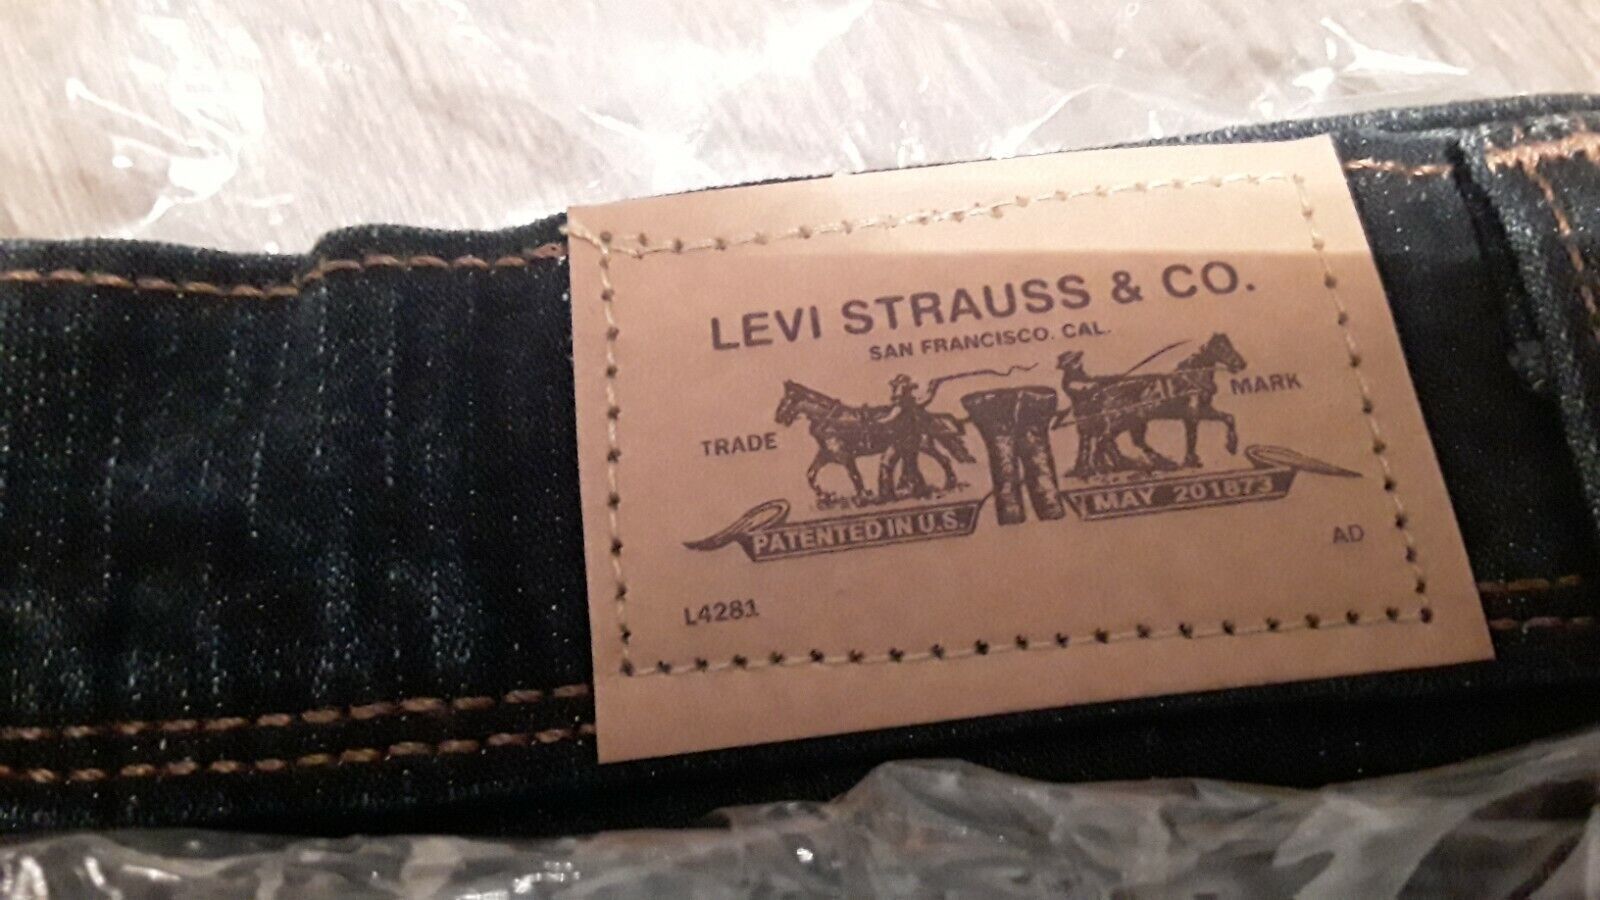 LEVI STRAUSS & CO.
SAN FRANCISCO. CAL.
TRADE MARK
PATENTED IN U.S. MAY 201873
AD
L4281